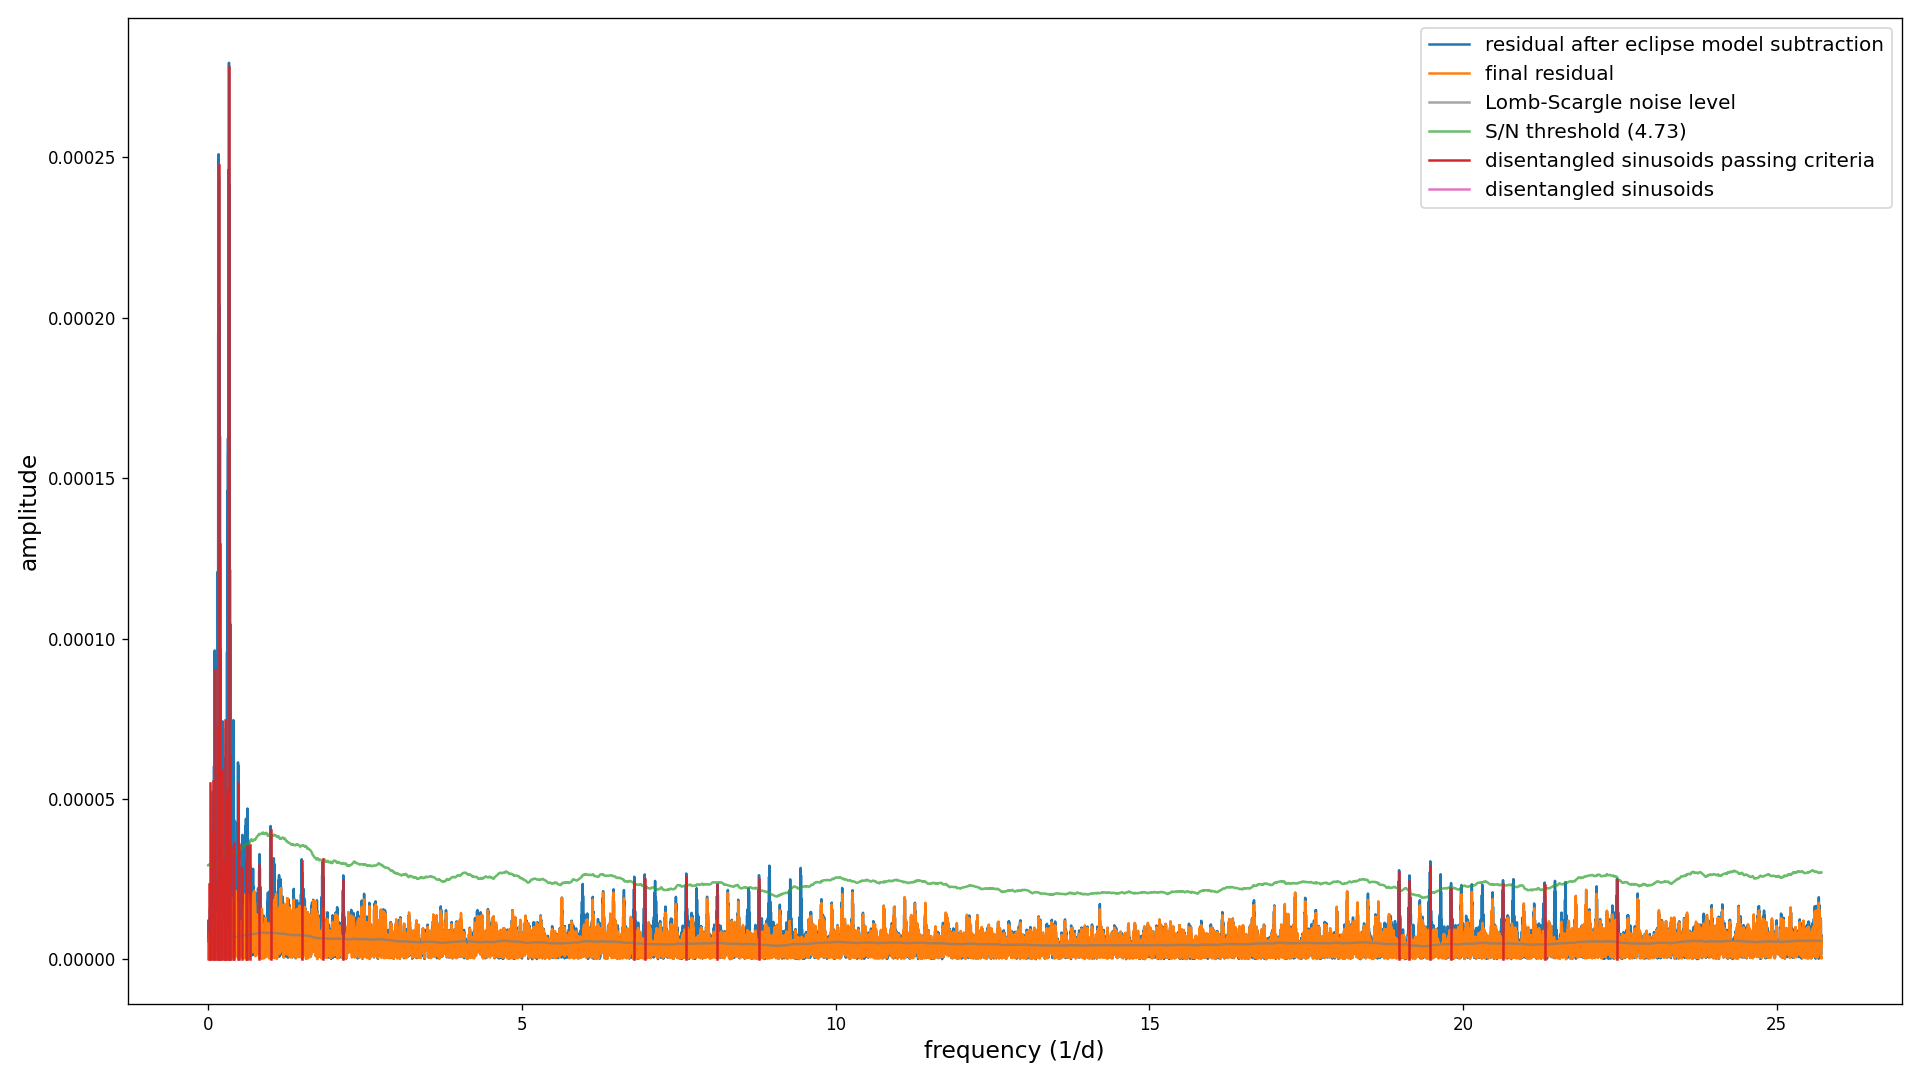 residual after eclipse model subtraction
final residual
Lomb-Scargle noise level
S/N threshold (4.73)
disentangled sinusoids passing criteria
disentangled sinusoids
0.00025
0.00020
0.00015
0.00010
0.00005
0.00000
amplitude
0 5 10 15 20 25
frequency (1/d)